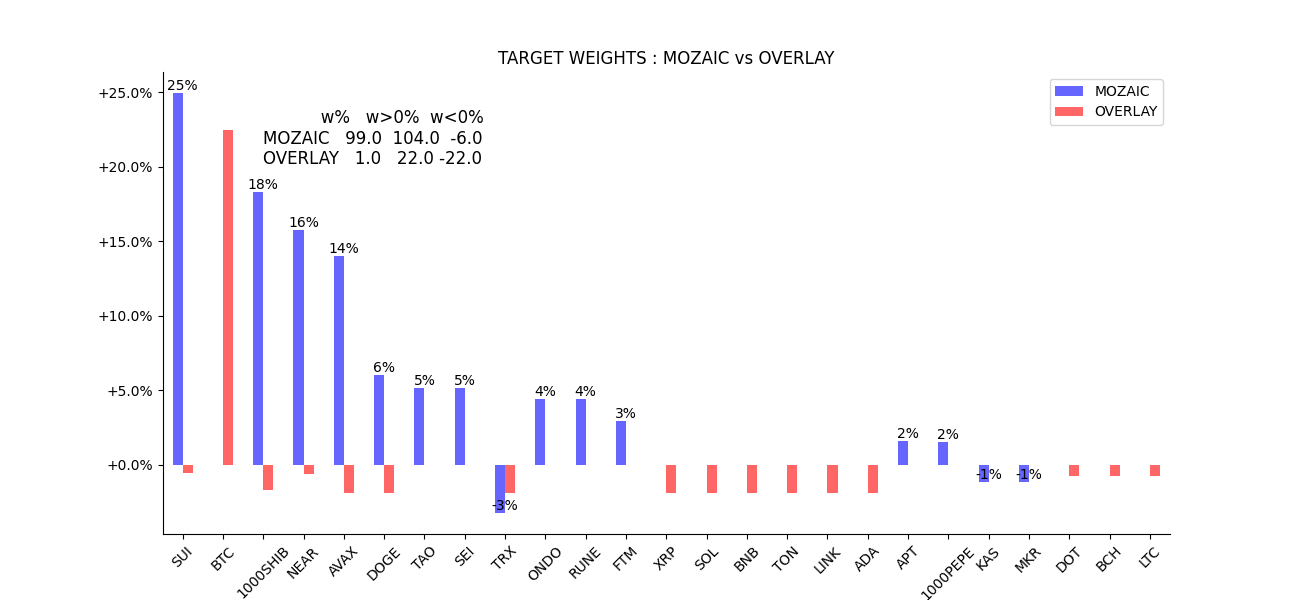 TARGET WEIGHTS : MOZAIC vs OVERLAY
+25.0%
+20.0%
+15.0%
+10.0%
+5.0%
+0.0%
w% w>0% w<0%
MOZAIC 99.0 104.0 -6.0
OVERLAY 1.0 22.0 -22.0
MOZAIC
OVERLAY
25%
18%
16%
14%
6%
5%
5%
-3%
4%
4%
3%
2%
2%
-1%
-1%
SUI
BTC
1000SHIB
NEAR
AVAX
DOGE
TAO
SEI
TRX
ONDO
RUNE
FTM
XRP
SOL
BNB
TON
LINK
ADA
APT
1000PEPE
KAS
MKR
DOT
BCH
LTC